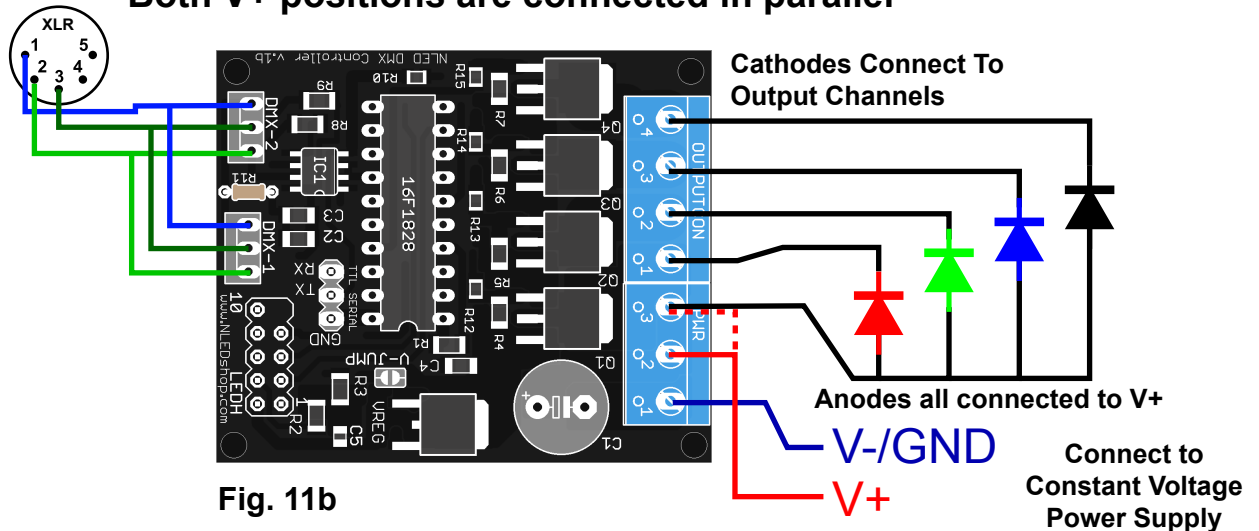 Both V+ positions are connected in parallel
XLR
1
5
2
3
4
NLED DMX Controller v.1b
R10
R9
R8
DMX-2
IC1
R11
C3
C2
DMX-1
RX
TX
GND
TTL SERIAL
16F1828
R15
R7
R14
R6
R13
R5
R12
R4
R1
C4
Q4
Q3
Q2
Q1
10
www.NLEDshop.com
LEDH
1
R2
R3
C5
V-JUMP
VREG
+
C1
OUTPUTCON
4
3
2
1
PWR
3
2
1
Cathodes Connect To
Output Channels
Anodes all connected to V+
V-/GND
V+
Connect to
Constant Voltage
Power Supply
Fig. 11b